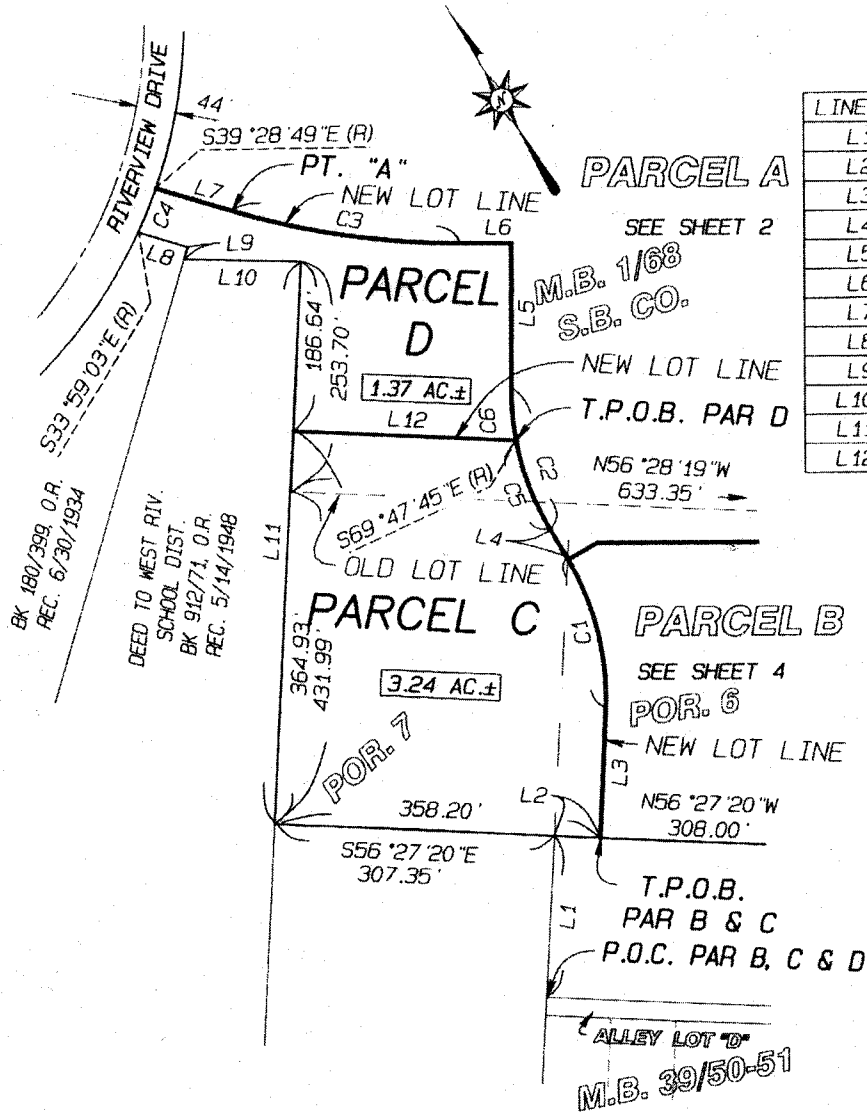 RIVERVIEW DRIVE
44'
S39°28'49"E (R)
L7
PT. "A"
NEW LOT LINE
C3
L6
N
PARCEL A
SEE SHEET 2
M.B. 1/68
S.B. CO.
LINE
L2
L3
L4
L5
L6
L7
L8
L9
L10
L12
C4
L8
L9
L10
S33°59'03"E (R)
186.64'
253.70'
PARCEL
D
1.37 AC.±
L5
NEW LOT LINE
L12
C6
T.P.O.B. PAR D
S69°47'45"E (R)
C2
C5
N56°28'19"W
633.35'
L4
OLD LOT LINE
BK 180/399, O.R.
REC. 6/30/1934
DEED TO WEST RIV.
SCHOOL DIST.
BK 912/71, O.R.
REC. 5/14/1948
L11
364.93'
431.99'
PARCEL C
3.24 AC.±
C1
PARCEL B
SEE SHEET 4
POR. 6
NEW LOT LINE
POR. 7
L3
L2
358.20'
N56°27'20"W
308.00'
S56°27'20"E
307.35'
L1
T.P.O.B.
PAR B & C
P.O.C. PAR B, C & D
ALLEY LOT "D"
M.B. 39/50-51